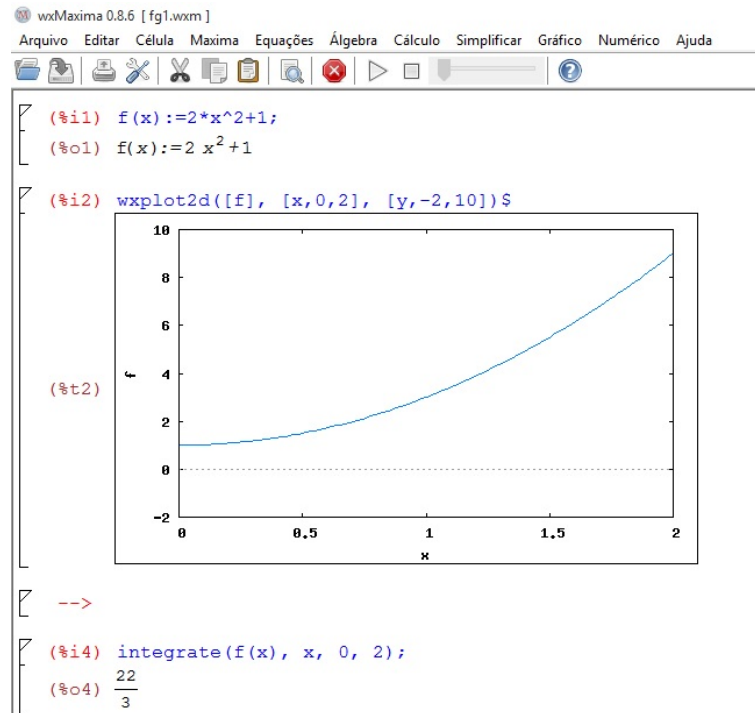 wxMaxima 0.8.6 [ fg1.wxm ]
Arquivo Editar Célula Maxima Equações Álgebra Cálculo Simplificar Gráfico Numérico Ajuda
(%i1) f(x):=2*x^2+1;
(%o1) f(x):=2 x²+1
(%i2) wxplot2d([f], [x,0,2], [y,-2,10])$
10
8
6
(%t2) f 4
2
0
-2
0 0.5 1 1.5 2
x
-->
(%i4) integrate(f(x), x, 0, 2);
(%o4) 22
3